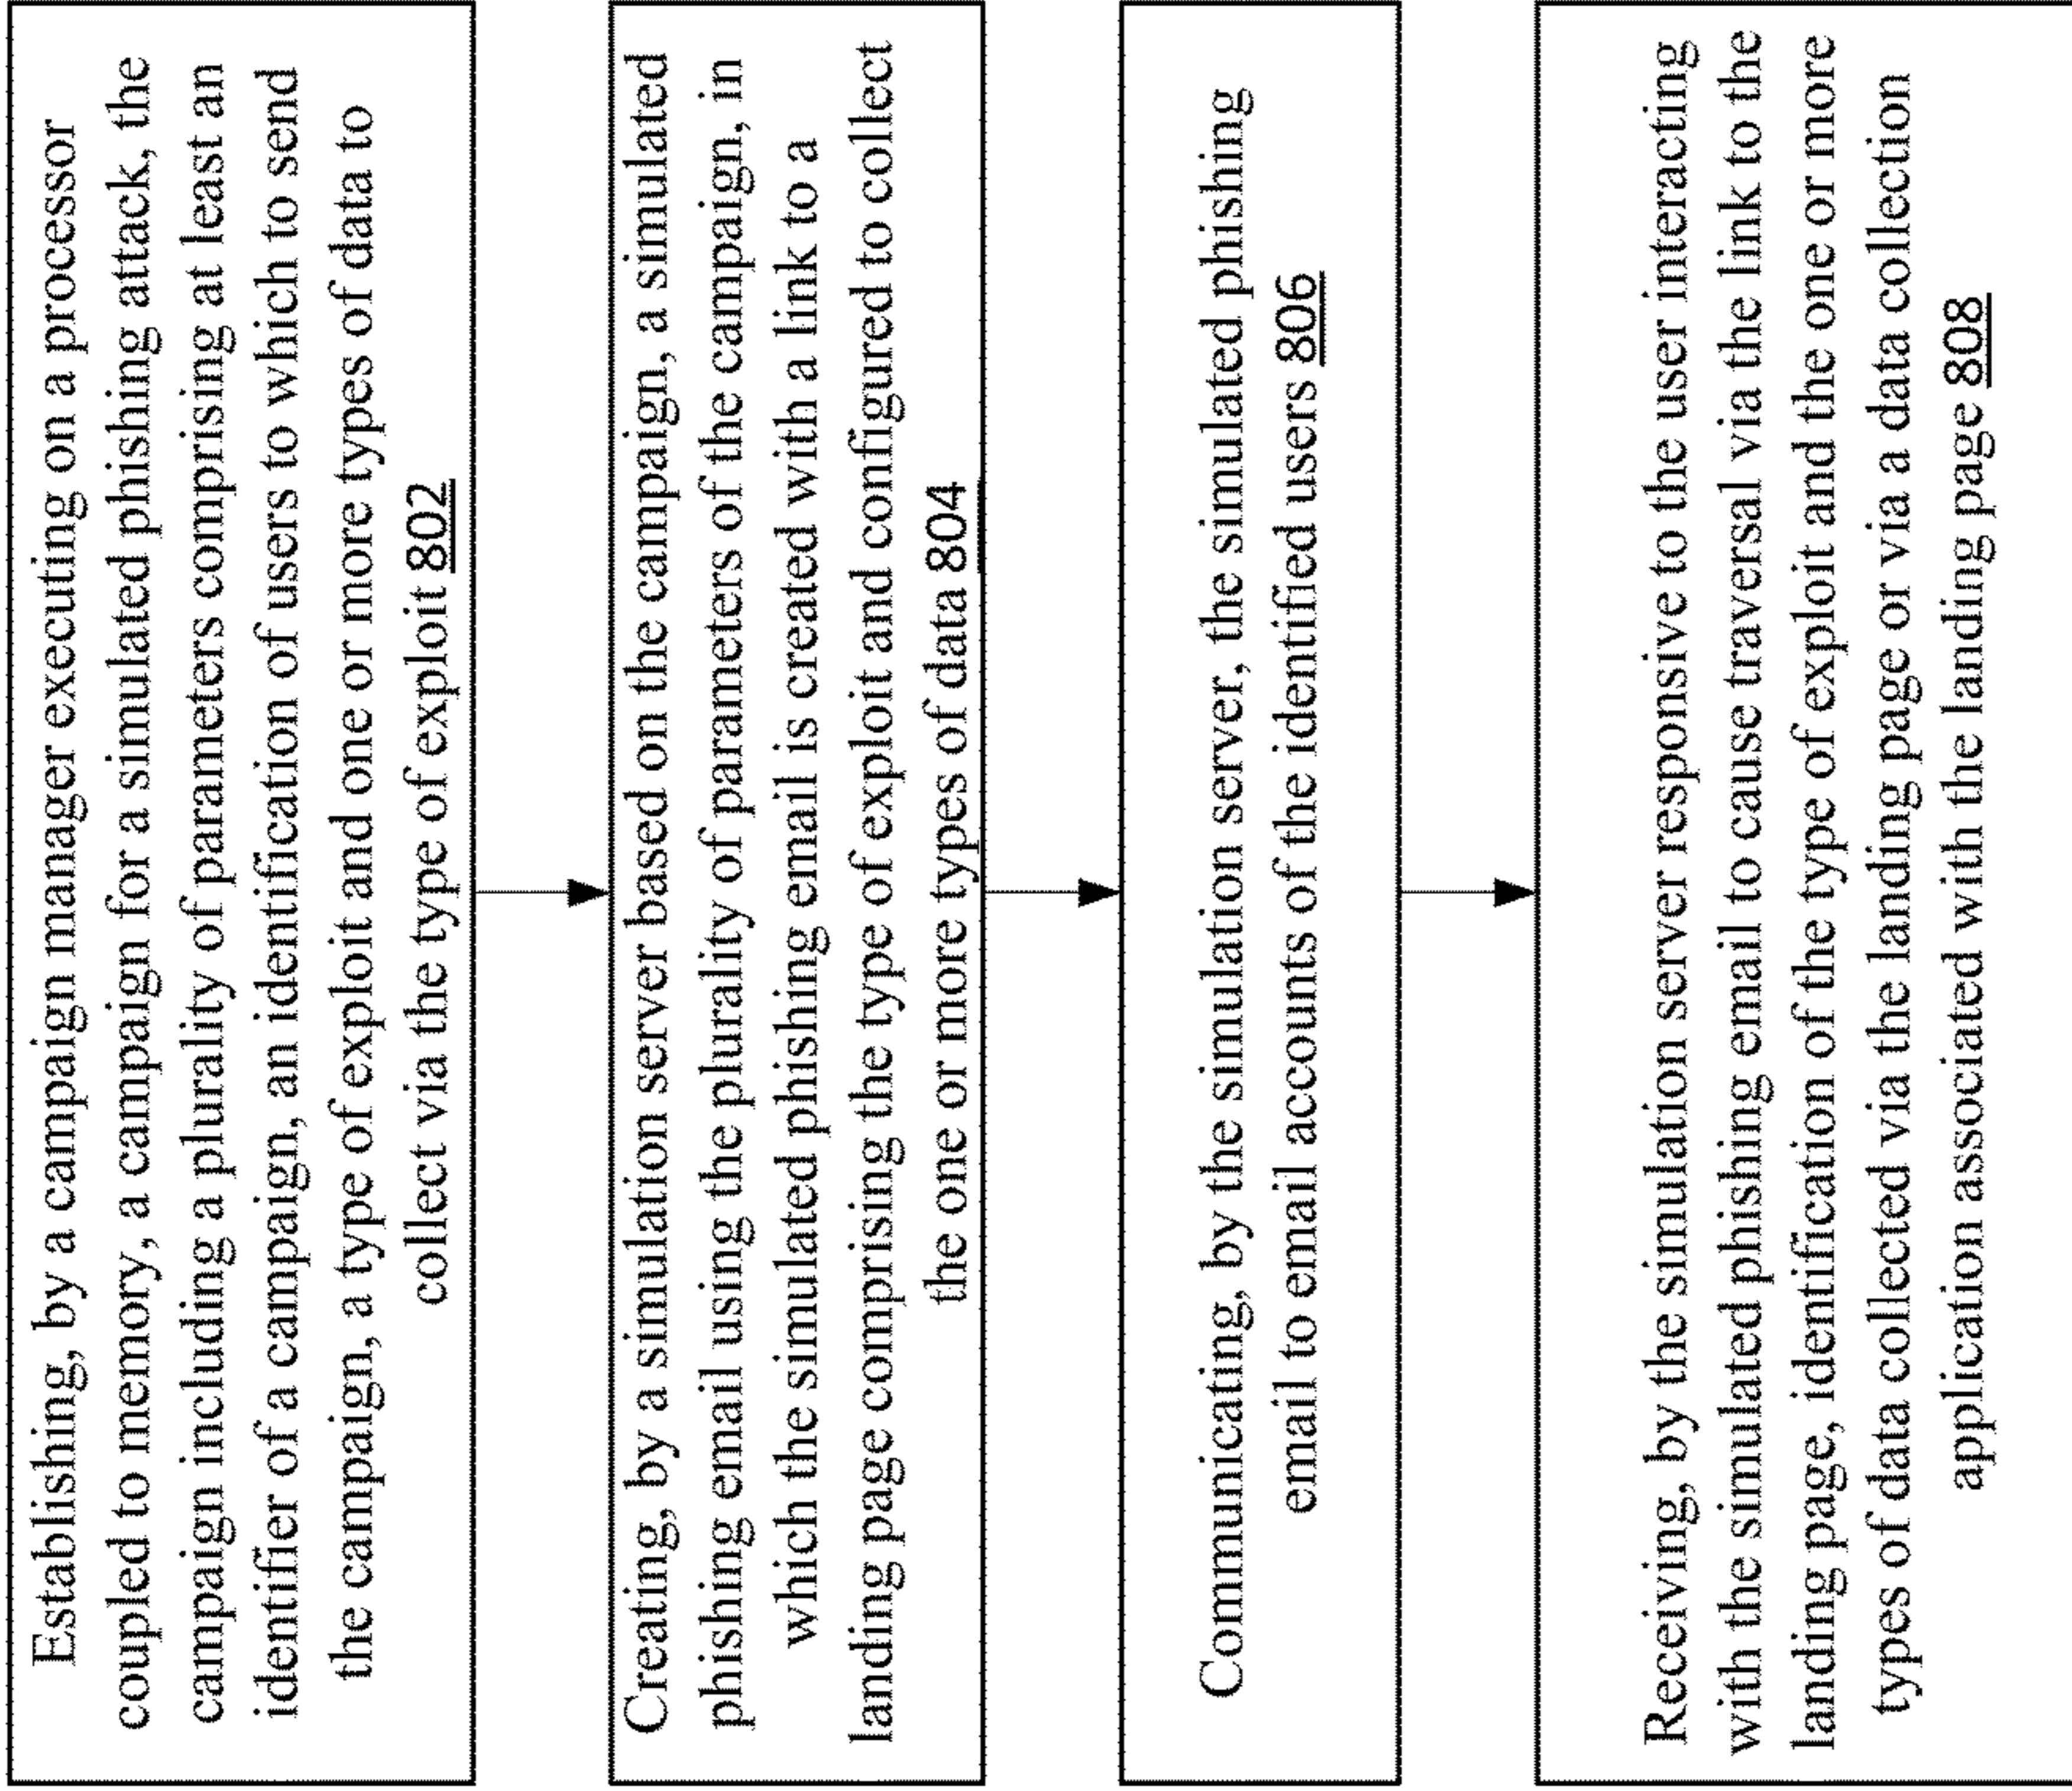 Establishing, by a campaign manager executing on a processor
coupled to memory, a campaign for a simulated phishing attack, the
campaign including a plurality of parameters comprising at least an
identifier of a campaign, an identification of users to which to send
the campaign, a type of exploit and one or more types of data to
collect via the type of exploit 802
Creating, by a simulation server based on the campaign, a simulated
phishing email using the plurality of parameters of the campaign, in
which the simulated phishing email is created with a link to a
landing page comprising the type of exploit and configured to collect
the one or more types of data 804
Communicating, by the simulation server, the simulated phishing
email to email accounts of the identified users 806
Receiving, by the simulation server responsive to the user interacting
with the simulated phishing email to cause traversal via the link to the
landing page, identification of the type of exploit and the one or more
types of data collected via the landing page or via a data collection
application associated with the landing page 808